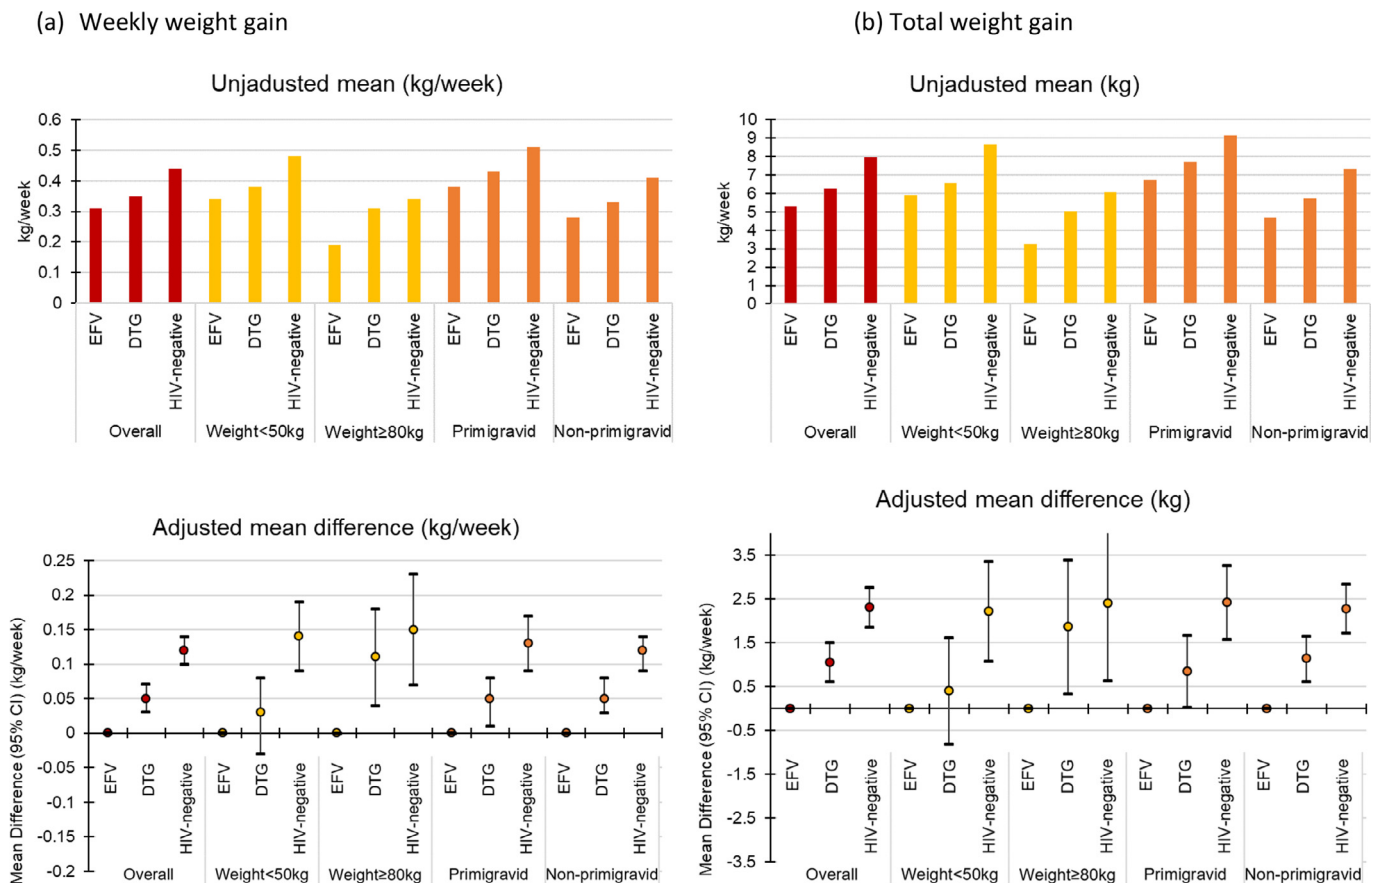 (a) Weekly weight gain
Unjadusted mean (kg/week)
kg/week
0.6
0.5
0.4
0.3
0.2
0.1
0
EFV
DTG
HIV-negative
EFV
DTG
HIV-negative
EFV
DTG
HIV-negative
EFV
DTG
HIV-negative
EFV
DTG
HIV-negative
Overall
Weight<50kg
Weight≥80kg
Primigravid
Non-primigravid
(b) Total weight gain
Unjadusted mean (kg)
kg/week
10
9
8
7
6
5
4
3
2
1
0
EFV
DTG
HIV-negative
EFV
DTG
HIV-negative
EFV
DTG
HIV-negative
EFV
DTG
HIV-negative
EFV
DTG
HIV-negative
Overall
Weight<50kg
Weight≥80kg
Primigravid
Non-primigravid
Adjusted mean difference (kg/week)
Mean Difference (95% CI) (kg/week)
0.25
0.2
0.15
0.1
0.05
0
-0.05
-0.1
-0.15
-0.2
EFV
DTG
HIV-negative
EFV
DTG
HIV-negative
EFV
DTG
HIV-negative
EFV
DTG
HIV-negative
EFV
DTG
HIV-negative
Overall
Weight<50kg
Weight≥80kg
Primigravid
Non-primigravid
Adjusted mean difference (kg)
Mean Difference (95% CI) (kg/week)
3.5
2.5
1.5
0.5
-0.5
-1.5
-2.5
-3.5
EFV
DTG
HIV-negative
EFV
DTG
HIV-negative
EFV
DTG
HIV-negative
EFV
DTG
HIV-negative
EFV
DTG
HIV-negative
Overall
Weight<50kg
Weight≥80kg
Primigravid
Non-primigravid